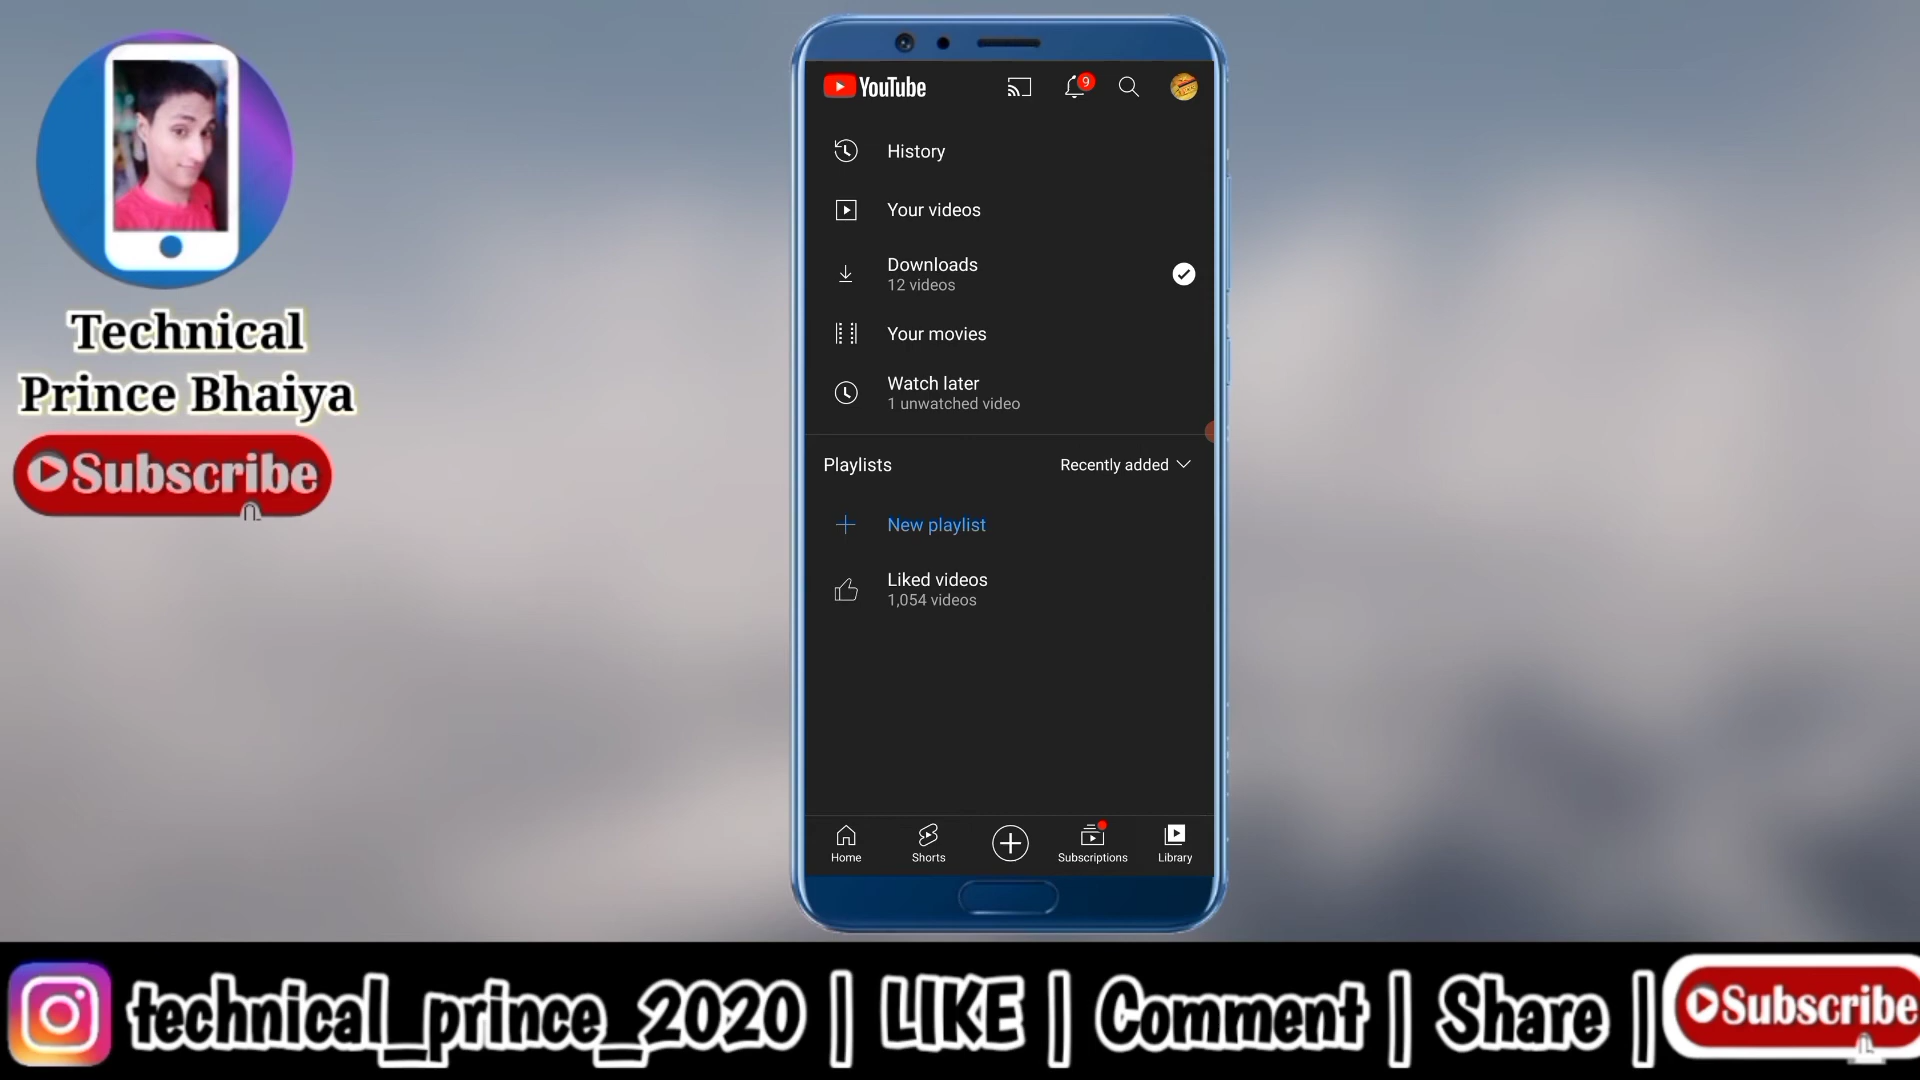 YouTube
9
History
Your videos
Downloads
12 videos
Your movies
Watch later
1 unwatched video
Playlists
Recently added
New playlist
Liked videos
1,054 videos
Home
Shorts
Subscriptions
Library
Technical
Prince Bhaiya
Subscribe
technical_prince_2020 | LIKE | Comment | Share | Subscribe